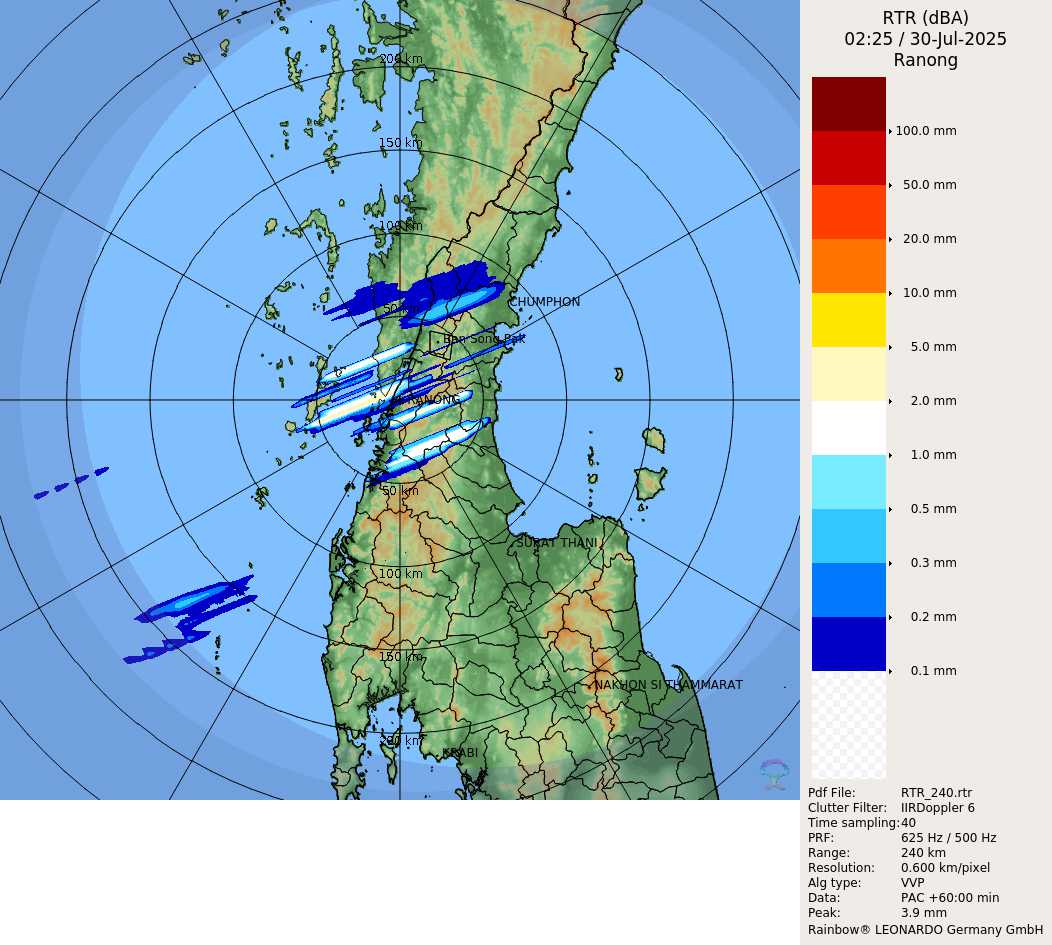 RTR (dBA)
02:25 / 30-Jul-2025
Ranong
200 km
150 km
100 km
50 km
CHUMPHON
Ban Song Pak
RANONG
50 km
SURAT THANI
100 km
150 km
NAKHON SI THAMMARAT
200 km
KRABI
100.0 mm
50.0 mm
20.0 mm
10.0 mm
5.0 mm
2.0 mm
1.0 mm
0.5 mm
0.3 mm
0.2 mm
0.1 mm
Pdf File: RTR_240.rtr
Clutter Filter: IIRDoppler 6
Time sampling:40
PRF: 625 Hz / 500 Hz
Range: 240 km
Resolution: 0.600 km/pixel
Alg type: VVP
Data: PAC +60:00 min
Peak: 3.9 mm
Rainbow® LEONARDO Germany GmbH